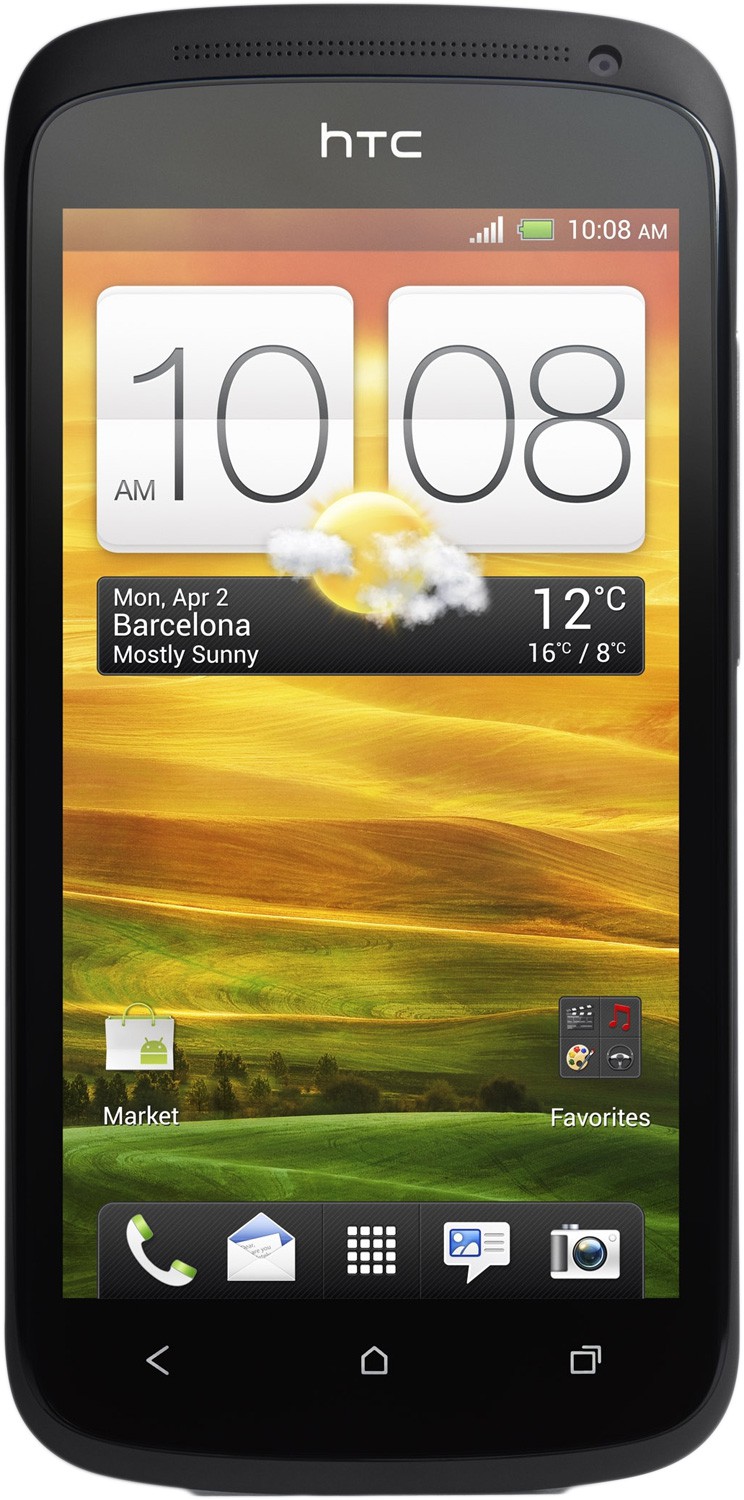 hTC
10:08 AM
AM 10 08
Mon, Apr 2
Barcelona
Mostly Sunny
12°C
16°C / 8°C
Market
Favorites